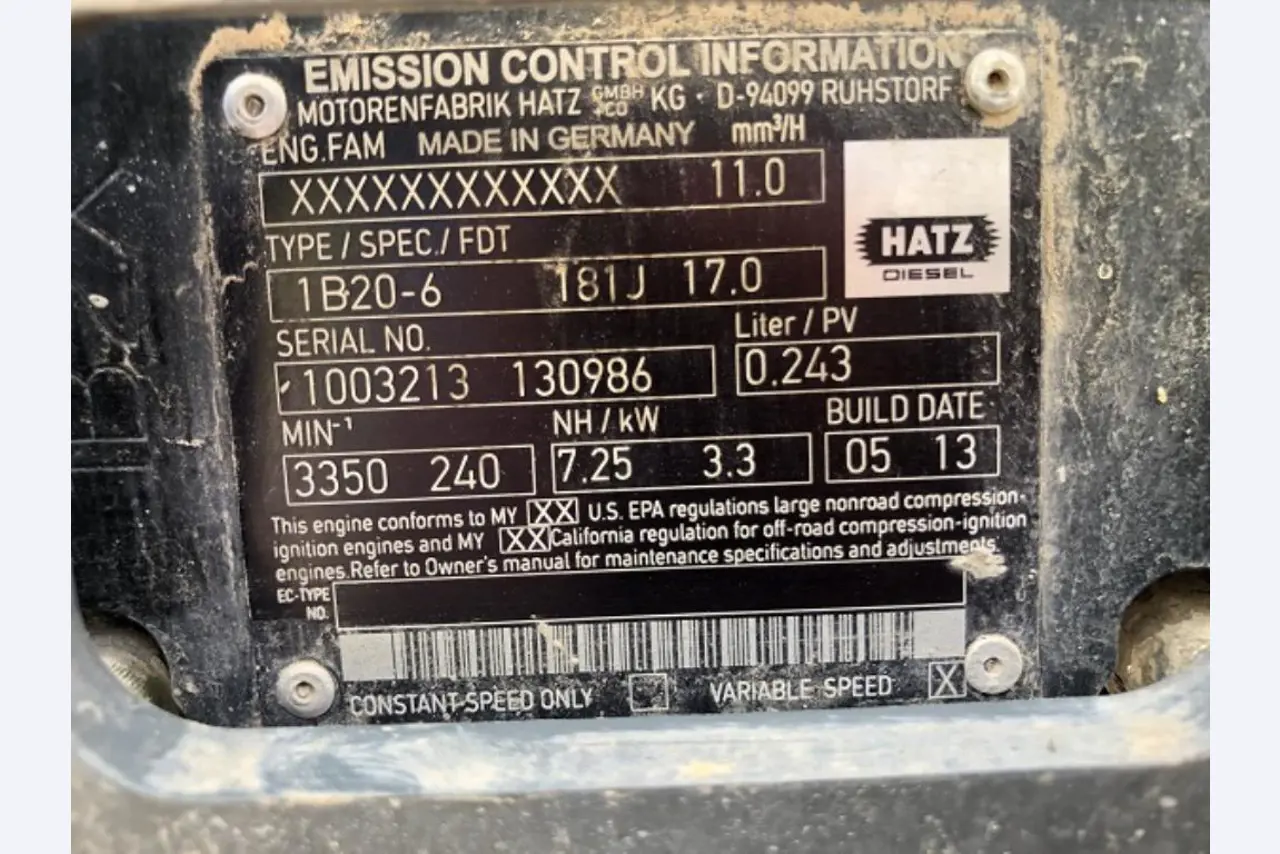 EMISSION CONTROL INFORMATION
MOTORENFABRIK HATZ GMBH +CO KG · D-94099 RUHSTORF
ENG.FAM MADE IN GERMANY mm³/H
XXXXXXXXXXXX 11.0
HATZ
DIESEL
TYPE / SPEC./ FDT
1B20-6 181J 17.0
SERIAL NO. Liter / PV
1003213 130986 0.243
MIN⁻¹ NH / kW BUILD DATE
3350 240 7.25 3.3 05 13
This engine conforms to MY XX U.S. EPA regulations large nonroad compression-
ignition engines and MY XX California regulation for off-road compression-ignition
engines.Refer to Owner's manual for maintenance specifications and adjustments.
EC-TYPE
NO.
CONSTANT SPEED ONLY VARIABLE SPEED X